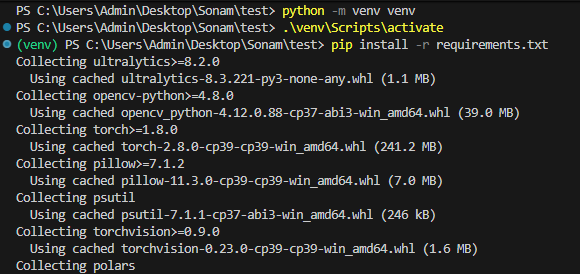 PS C:\Users\Admin\Desktop\Sonam\test> python -m venv venv
PS C:\Users\Admin\Desktop\Sonam\test> .\venv\Scripts\activate
(venv) PS C:\Users\Admin\Desktop\Sonam\test> pip install -r requirements.txt
Collecting ultralytics>=8.2.0
  Using cached ultralytics-8.3.221-py3-none-any.whl (1.1 MB)
Collecting opencv-python>=4.8.0
  Using cached opencv_python-4.12.0.88-cp37-abi3-win_amd64.whl (39.0 MB)
Collecting torch>=1.8.0
  Using cached torch-2.8.0-cp39-cp39-win_amd64.whl (241.2 MB)
Collecting pillow>=7.1.2
  Using cached pillow-11.3.0-cp39-cp39-win_amd64.whl (7.0 MB)
Collecting psutil
  Using cached psutil-7.1.1-cp37-abi3-win_amd64.whl (246 kB)
Collecting torchvision>=0.9.0
  Using cached torchvision-0.23.0-cp39-cp39-win_amd64.whl (1.6 MB)
Collecting polars